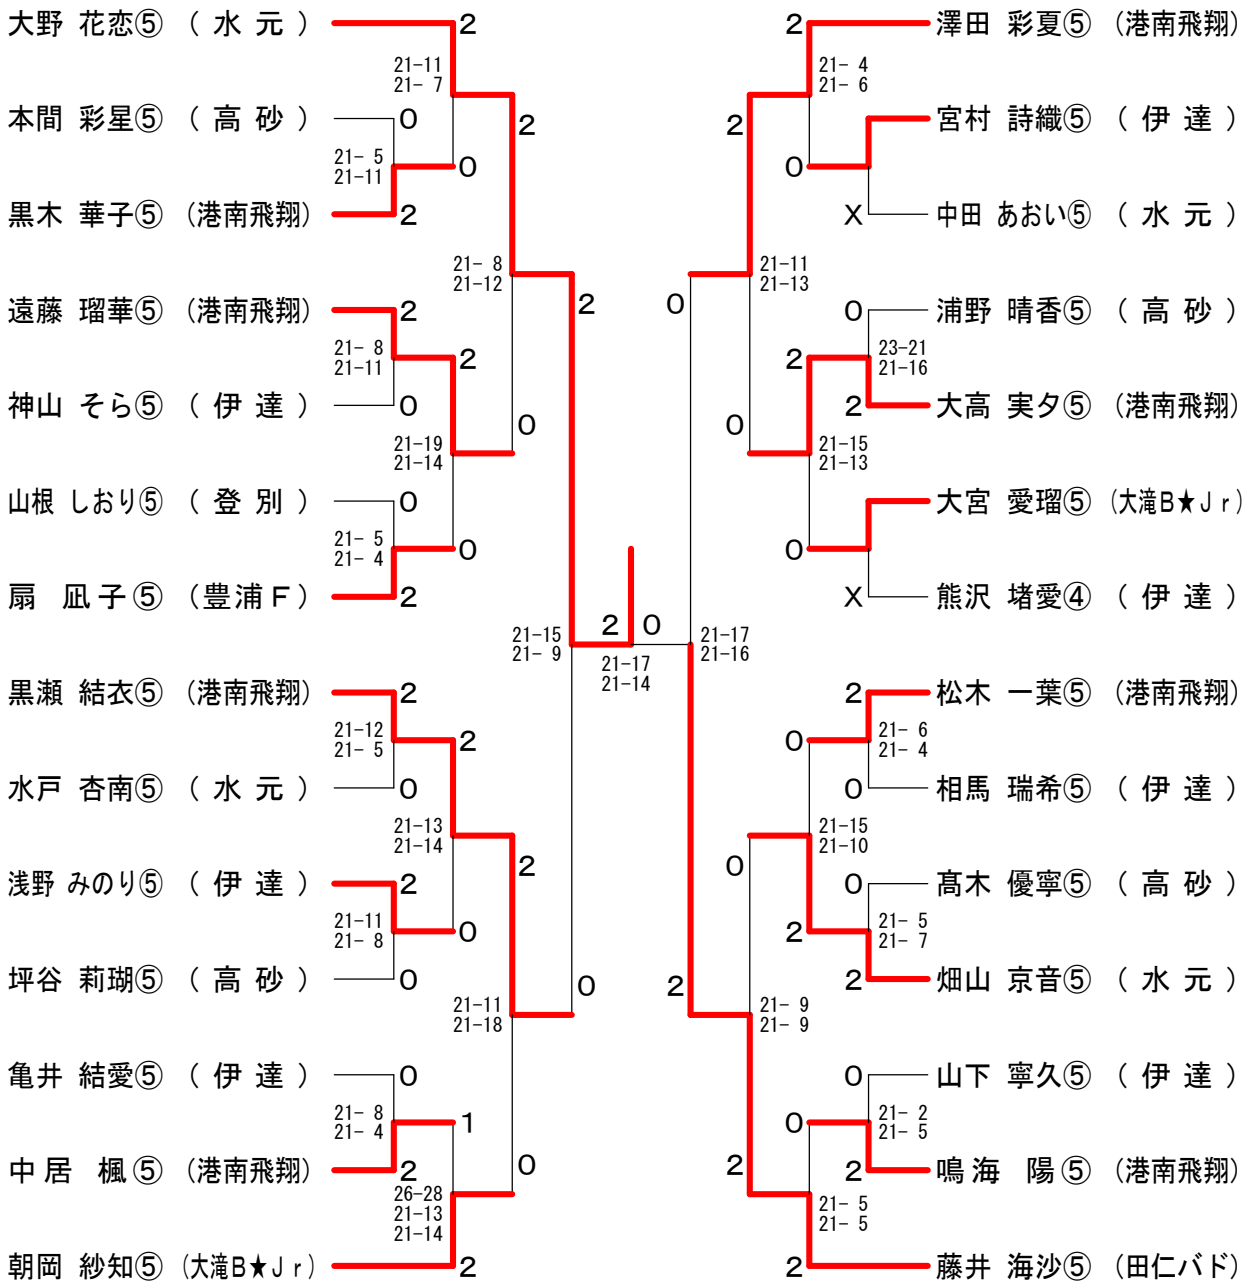 大野 花恋⑤ ( 水 元 ) 2
21-11
21- 7
本間 彩星⑤ ( 高 砂 ) 0
2
21- 5
21-11
0
黒木 華子⑤ (港南飛翔) 2
21- 8
21-12
2
遠藤 瑠華⑤ (港南飛翔) 2
21- 8
21-11
2
神山 そら⑤ ( 伊 達 ) 0
0
21-19
21-14
山根 しおり⑤ ( 登 別 ) 0
21- 5
21- 4
0
扇 凪子⑤ (豊浦Ｆ) 2
21-15
21- 9
2
0
21-17
21-14
黒瀬 結衣⑤ (港南飛翔) 2
21-12
21- 5
2
水戸 杏南⑤ ( 水 元 ) 0
21-13
21-14
2
浅野 みのり⑤ ( 伊 達 ) 2
21-11
21- 8
0
坪谷 莉瑚⑤ ( 高 砂 ) 0
0
21-11
21-18
亀井 結愛⑤ ( 伊 達 ) 0
21- 8
21- 4
1
中居 楓⑤ (港南飛翔) 2
0
26-28
21-13
21-14
朝岡 紗知⑤ (大滝Ｂ★Ｊｒ) 2
2 澤田 彩夏⑤ (港南飛翔)
21- 4
21- 6
2
宮村 詩織⑤ ( 伊 達 )
0
X 中田 あおい⑤ ( 水 元 )
21-11
21-13
0
0 浦野 晴香⑤ ( 高 砂 )
23-21
21-16
2
2 大高 実夕⑤ (港南飛翔)
0
21-15
21-13
大宮 愛瑠⑤ (大滝Ｂ★Ｊｒ)
0
X 熊沢 堵愛④ ( 伊 達 )
21-17
21-16
2 松木 一葉⑤ (港南飛翔)
21- 6
21- 4
0
0 相馬 瑞希⑤ ( 伊 達 )
21-15
21-10
0
0 髙木 優寧⑤ ( 高 砂 )
21- 5
21- 7
2
2 畑山 京音⑤ ( 水 元 )
2
21- 9
21- 9
0 山下 寧久⑤ ( 伊 達 )
21- 2
21- 5
0
2 鳴海 陽⑤ (港南飛翔)
2
21- 5
21- 5
2 藤井 海沙⑤ (田仁バド)